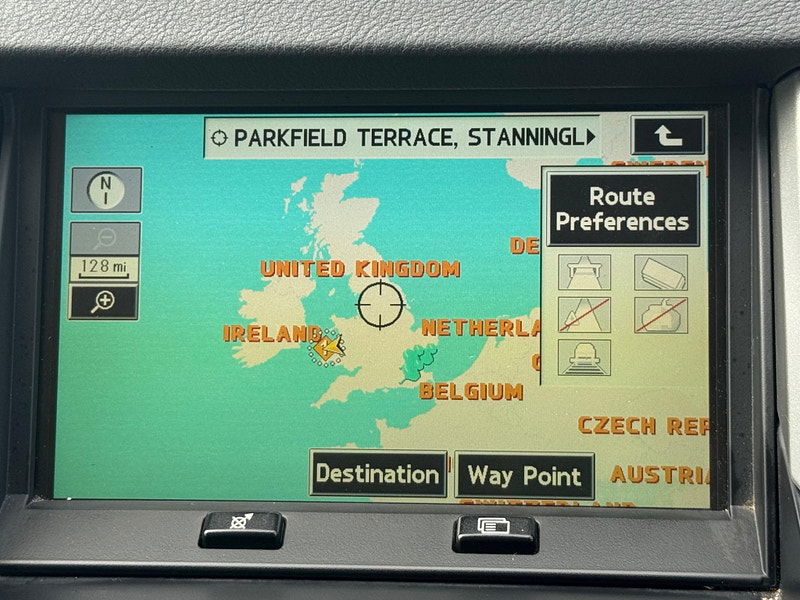 PARKFIELD TERRACE, STANNINGL
N
Route
Preferences
128 mi
UNITED KINGDOM
IRELAND
NETHERLA
BELGIUM
CZECH REP
Destination
Way Point
AUSTRIA